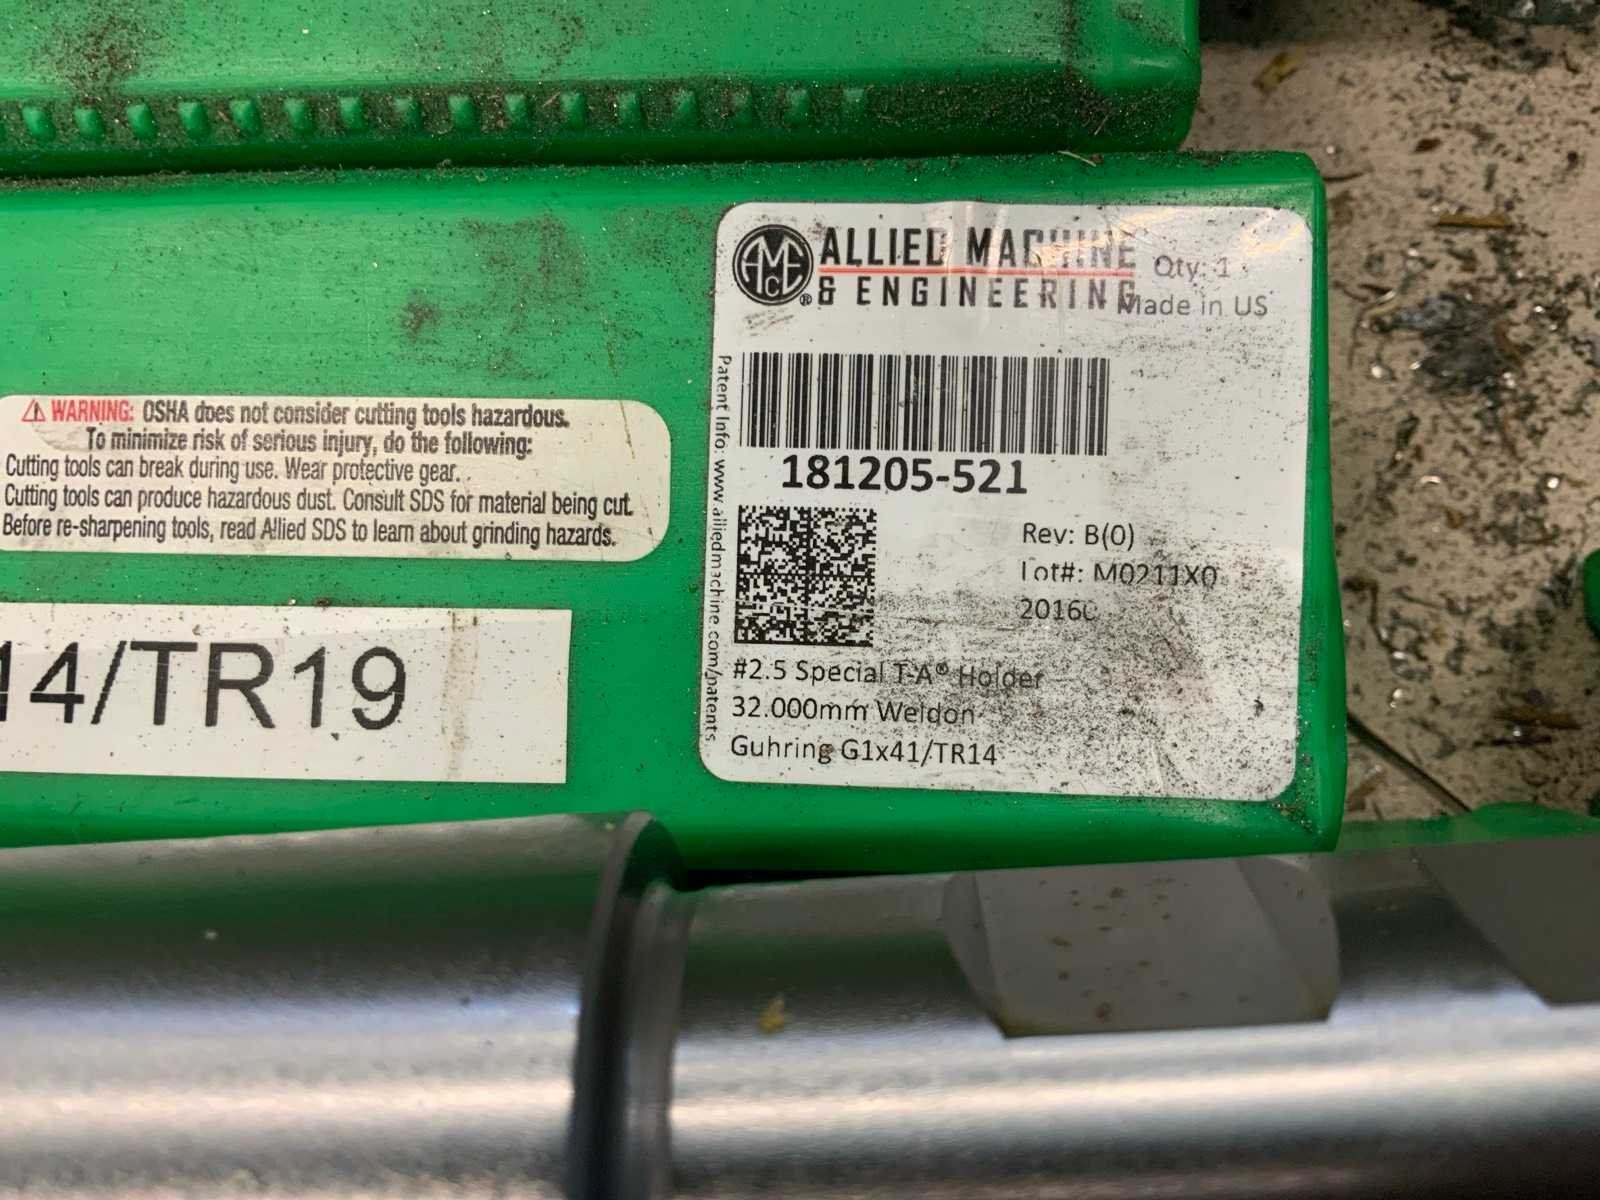 AMEC®
ALLIED MACHINE
& ENGINEERING
Qty: 1
Made in US
Patent Info: www.alliedmachine.com/patents
181205-521
Rev: B(0)
Lot#: M0211X0
2016C
#2.5 Special T-A® Holder
32.000mm Weldon
Guhring G1x41/TR14
⚠ WARNING: OSHA does not consider cutting tools hazardous.
To minimize risk of serious injury, do the following:
Cutting tools can break during use. Wear protective gear.
Cutting tools can produce hazardous dust. Consult SDS for material being cut.
Before re-sharpening tools, read Allied SDS to learn about grinding hazards.
14/TR19